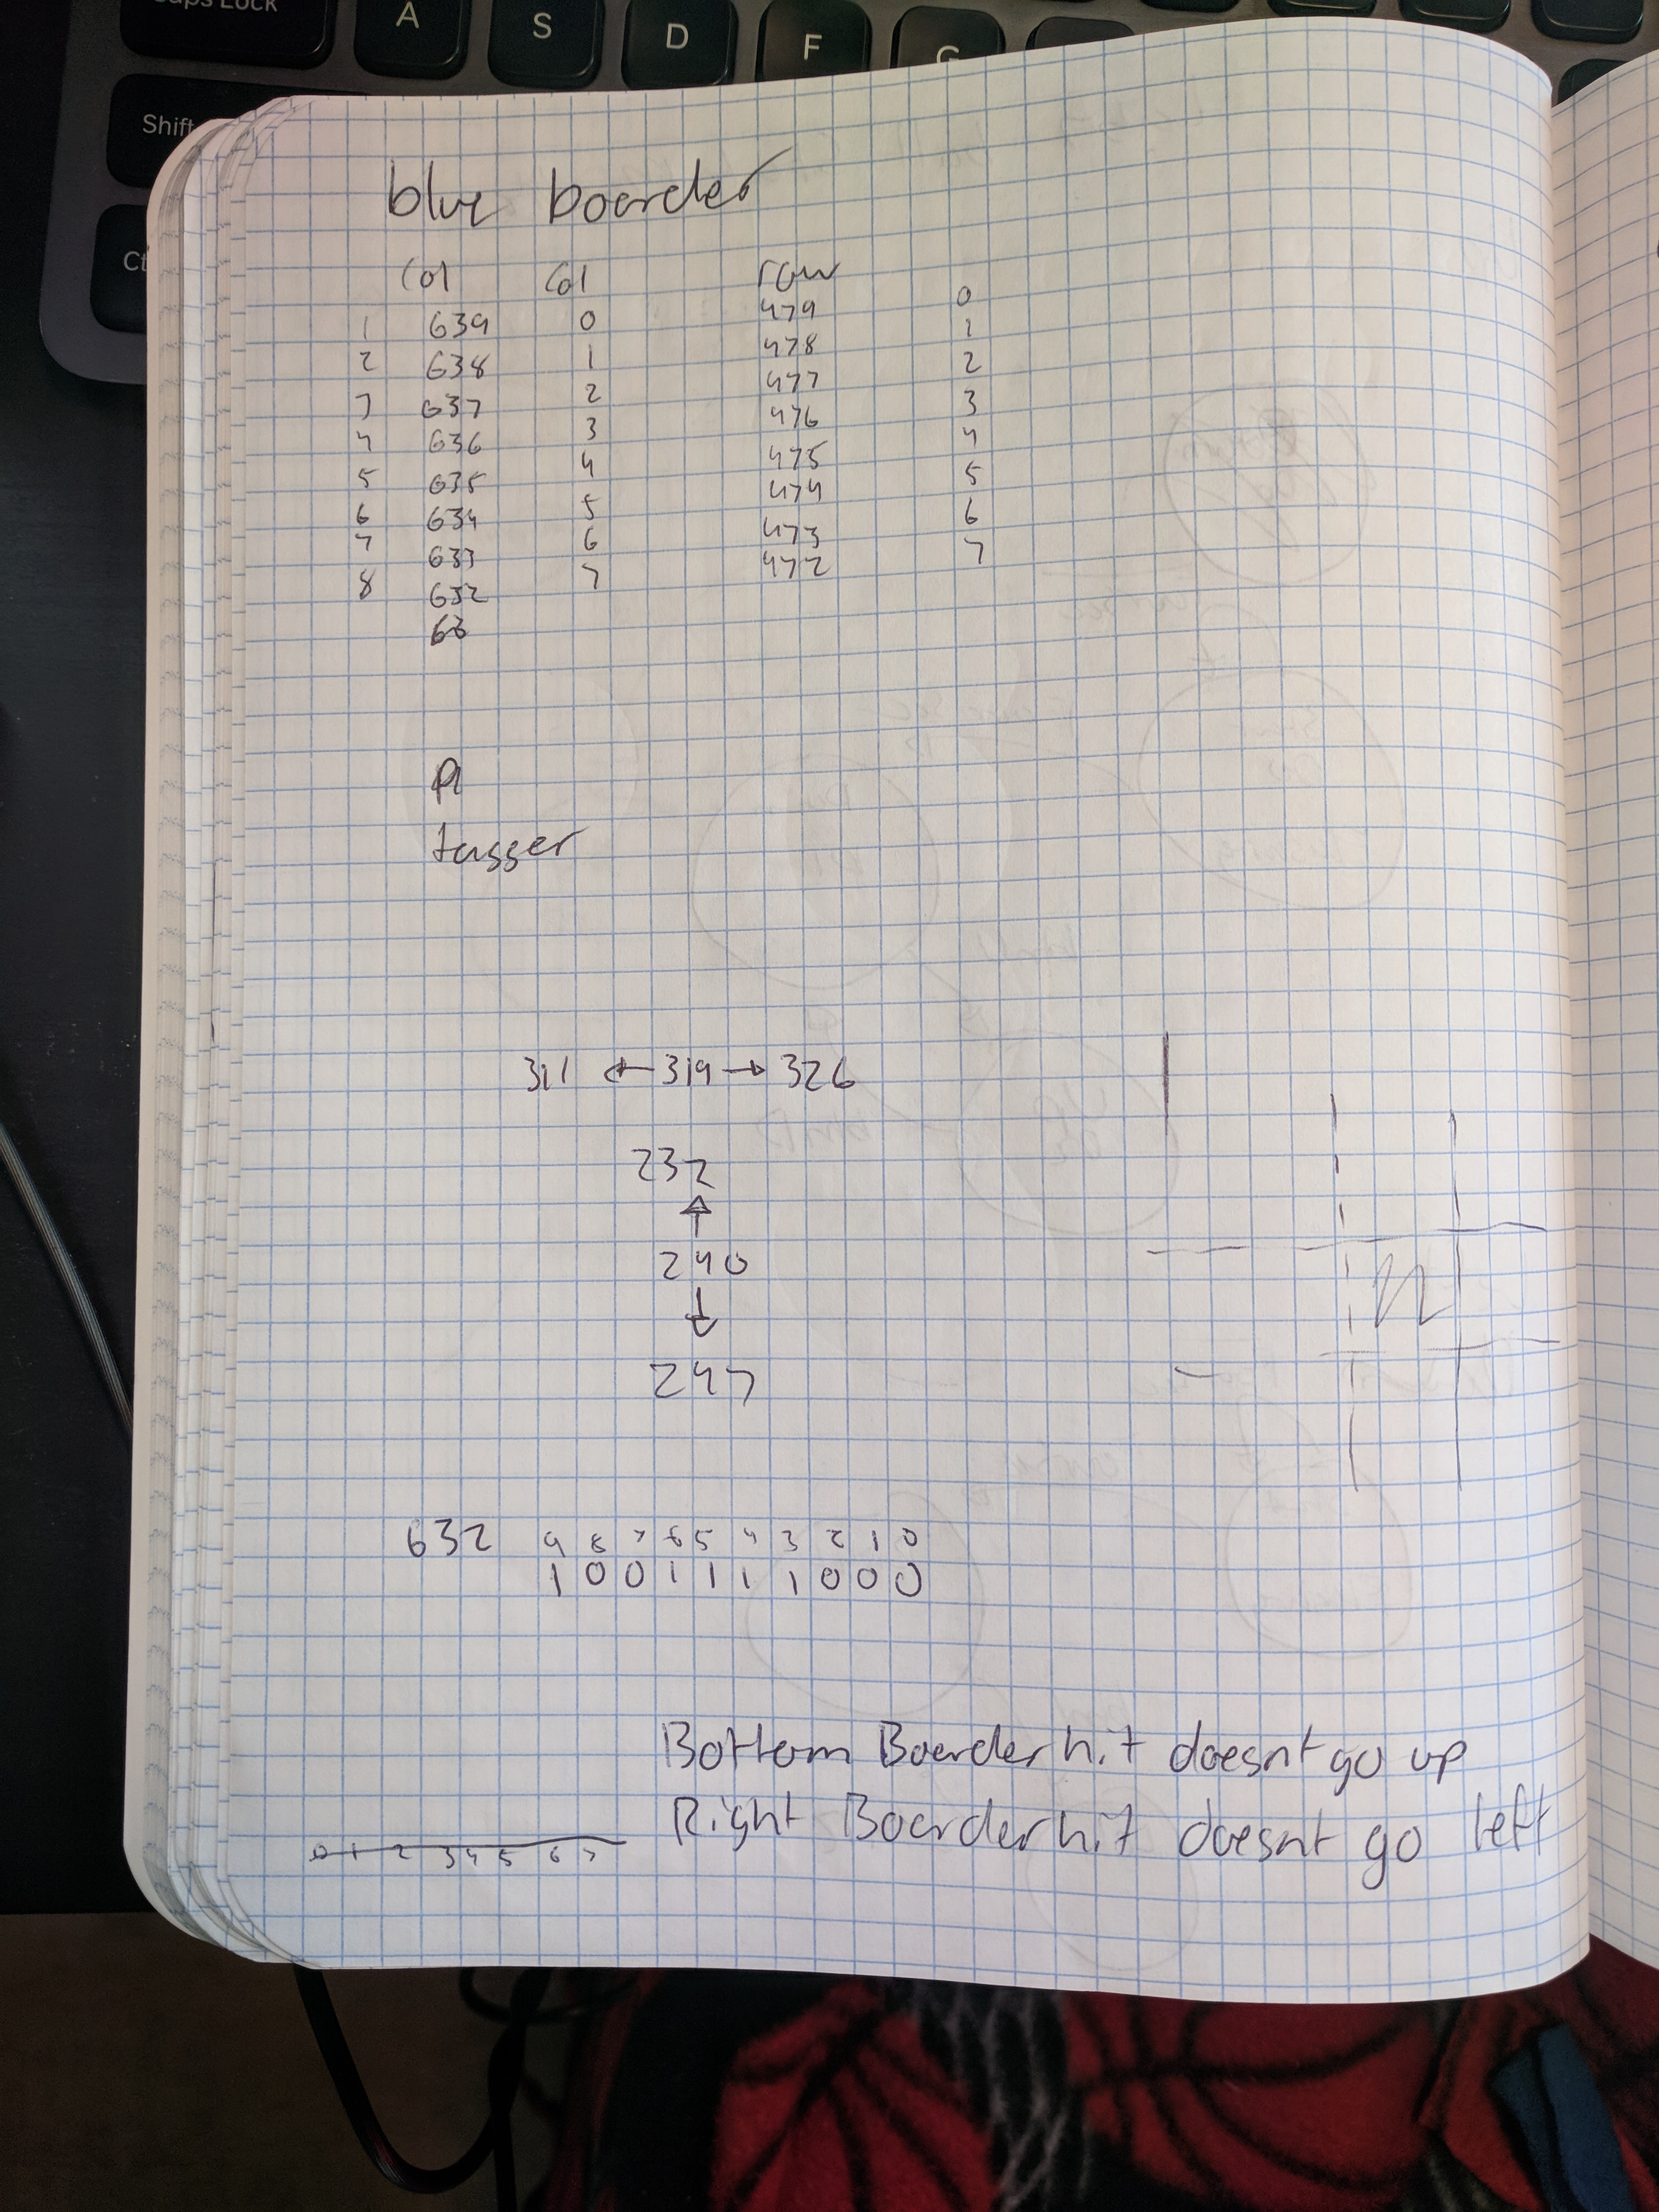 Caps Lock A S D F G
Shift
Ct
blue boarder
Col Col row
1 639 0 479 0
2 638 1 478 1
3 637 2 477 2
4 636 3 476 3
5 635 4 475 4
6 634 5 474 5
7 633 6 473 6
8 632 7 472 7
63
311 ← 319 → 326
232
↑
240
↓
247
632 9 8 7 6 5 4 3 2 1 0
1 0 0 1 1 1 1 0 0 0
Bottom Boarder hit doesnt go up
Right Boarder hit doesnt go left
0 1 2 3 4 5 6 7